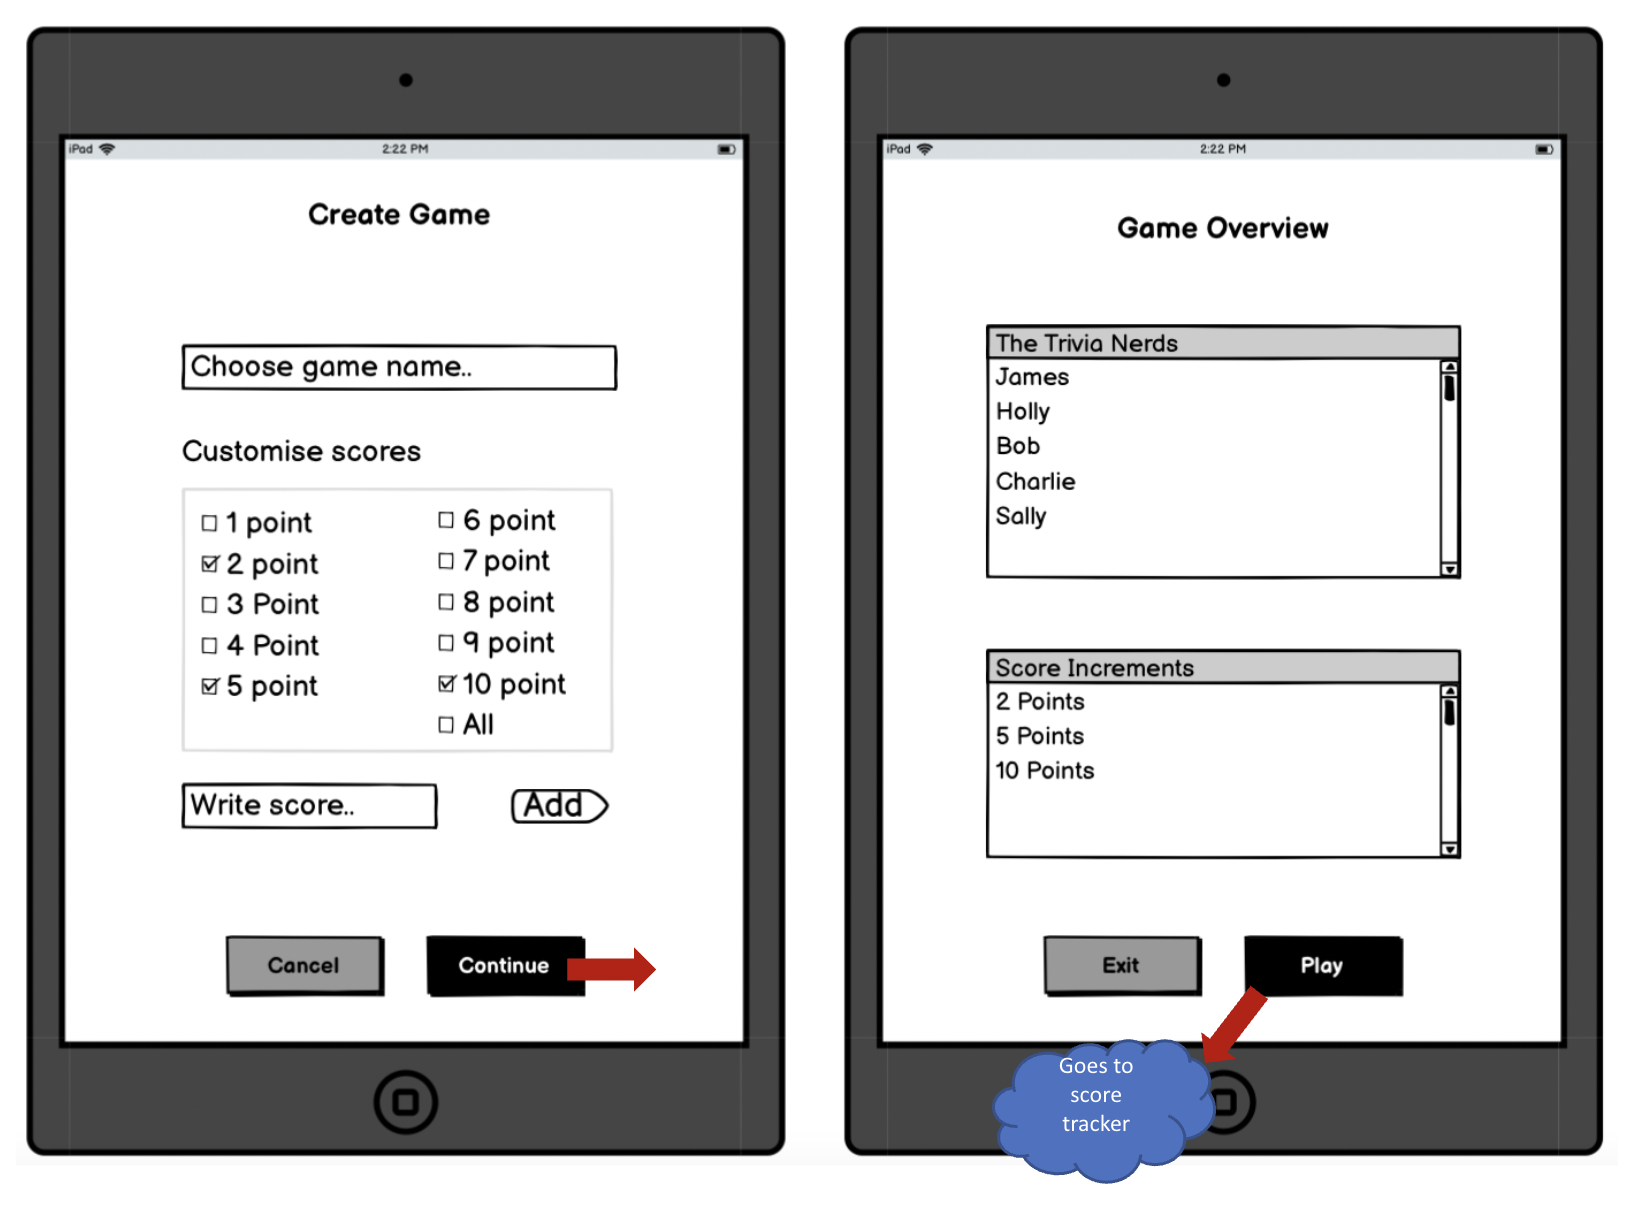 iPad
2:22 PM
Create Game
Choose game name..
Customise scores
1 point
2 point
3 Point
4 Point
5 point
6 point
7 point
8 point
9 point
10 point
All
Write score..
Add
Cancel
Continue
iPad
2:22 PM
Game Overview
The Trivia Nerds
James
Holly
Bob
Charlie
Sally
Score Increments
2 Points
5 Points
10 Points
Exit
Play
Goes to
score
tracker